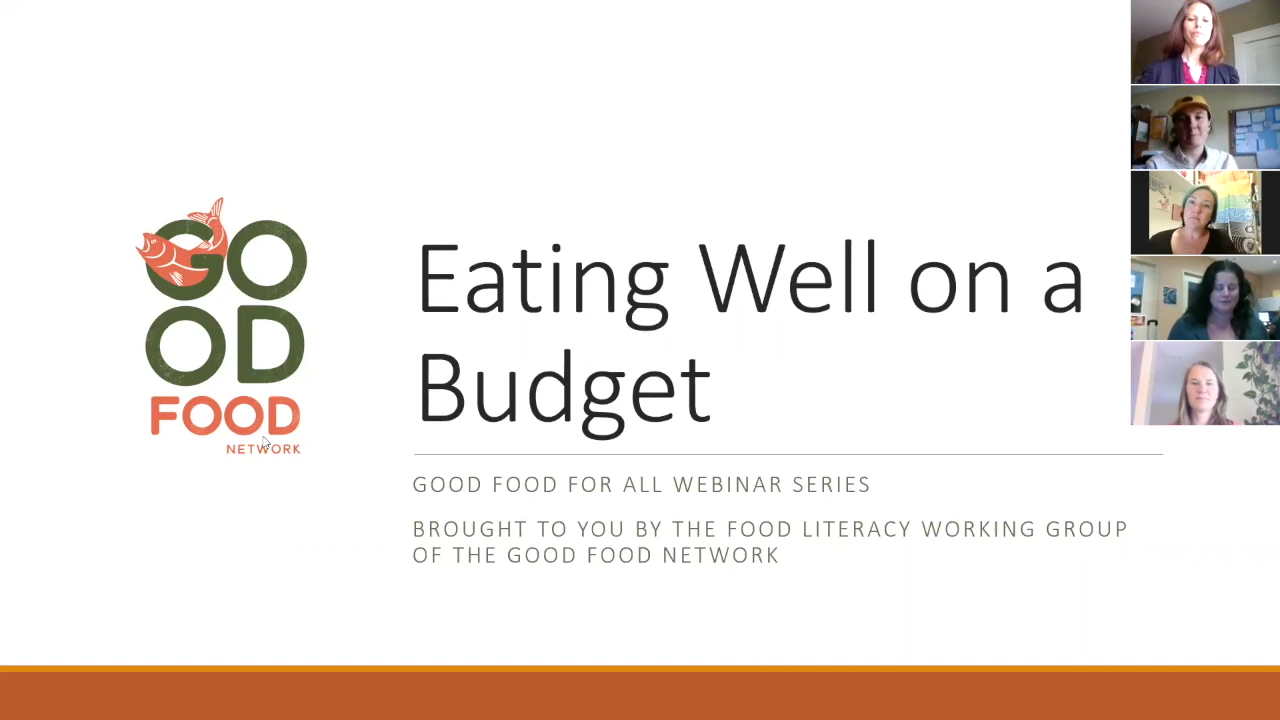 GO
OD
FOOD
NETWORK
Eating Well on a
Budget
GOOD FOOD FOR ALL WEBINAR SERIES
BROUGHT TO YOU BY THE FOOD LITERACY WORKING GROUP
OF THE GOOD FOOD NETWORK